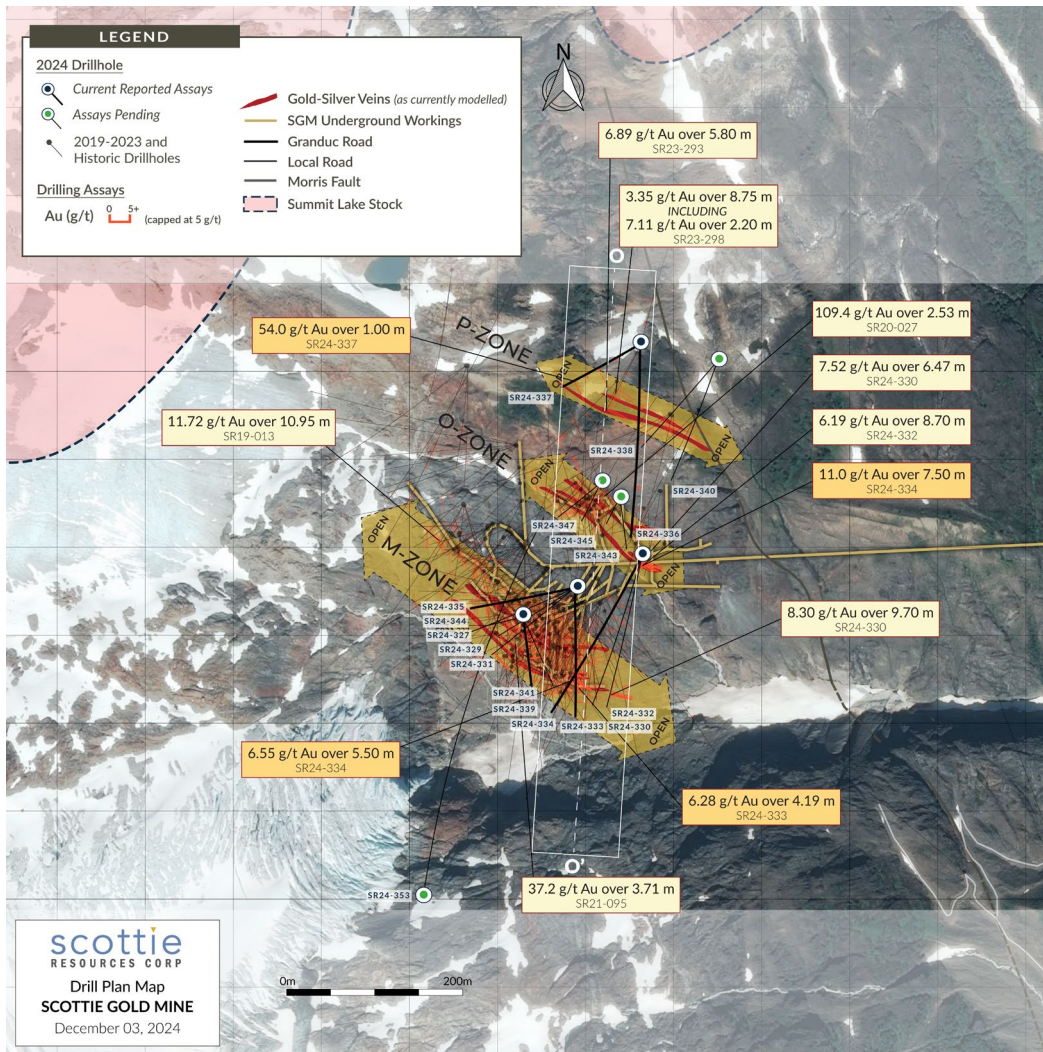 LEGEND
2024 Drillhole
Current Reported Assays
Assays Pending
2019-2023 and
Historic Drillholes
Drilling Assays
Au (g/t)
0 5+
(capped at 5 g/t)
Gold-Silver Veins (as currently modelled)
SGM Underground Workings
Granduc Road
Local Road
Morris Fault
Summit Lake Stock
N
6.89 g/t Au over 5.80 m
SR23-293
3.35 g/t Au over 8.75 m
INCLUDING
7.11 g/t Au over 2.20 m
SR23-298
O
109.4 g/t Au over 2.53 m
SR20-027
54.0 g/t Au over 1.00 m
SR24-337
P-ZONE
OPEN
SR24-337
OPEN
7.52 g/t Au over 6.47 m
SR24-330
6.19 g/t Au over 8.70 m
SR24-332
11.0 g/t Au over 7.50 m
SR24-334
11.72 g/t Au over 10.95 m
SR19-013
O-ZONE
OPEN
SR24-338
SR24-340
SR24-347
SR24-345
SR24-343
SR24-336
OPEN
OPEN
M-ZONE
SR24-335
SR24-344
SR24-327
SR24-329
SR24-331
SR24-341
SR24-339
SR24-334
SR24-333
SR24-332
SR24-330
OPEN
8.30 g/t Au over 9.70 m
SR24-330
6.55 g/t Au over 5.50 m
SR24-334
6.28 g/t Au over 4.19 m
SR24-333
O'
37.2 g/t Au over 3.71 m
SR21-095
SR24-353
scottie
RESOURCES CORP
Drill Plan Map
SCOTTIE GOLD MINE
December 03, 2024
0m 200m